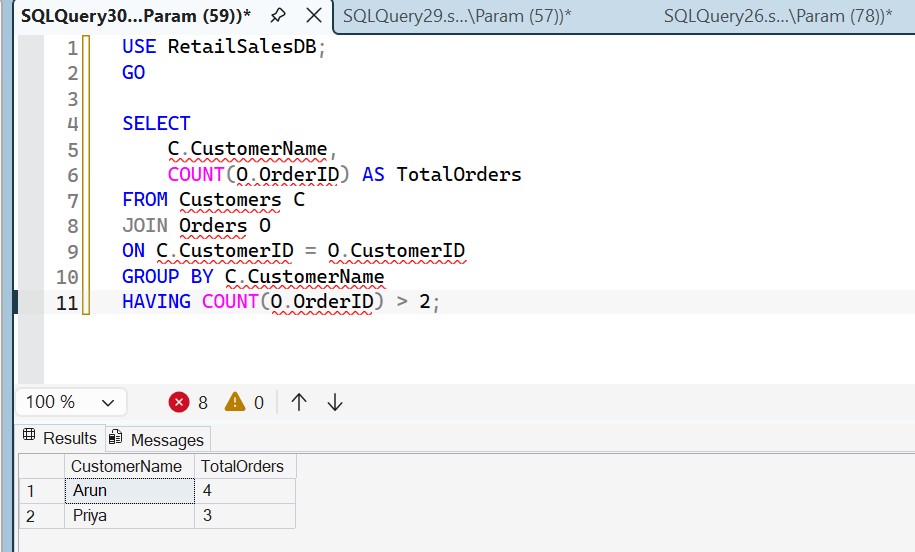 SQLQuery30...Param (59))* SQLQuery29.s...\Param (57))* SQLQuery26.s...\Param (78))*
1 USE RetailSalesDB;
2 GO
3
4 SELECT
5 C.CustomerName,
6 COUNT(O.OrderID) AS TotalOrders
7 FROM Customers C
8 JOIN Orders O
9 ON C.CustomerID = O.CustomerID
10 GROUP BY C.CustomerName
11 HAVING COUNT(O.OrderID) > 2;
100 % 8 0
Results Messages
CustomerName TotalOrders
1 Arun 4
2 Priya 3